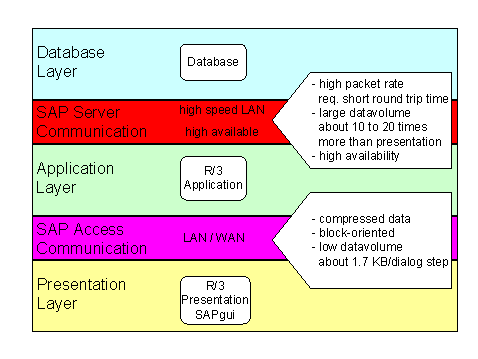 Database
Layer
Database
SAP Server
Communication
high speed LAN
high available
- high packet rate
req. short round trip time
- large datavolume
about 10 to 20 times
more than presentation
- high availability
Application
Layer
R/3
Application
SAP Access
Communication
LAN / WAN
- compressed data
- block-oriented
- low datavolume
about 1.7 KB/dialog step
Presentation
Layer
R/3
Presentation
SAPgui